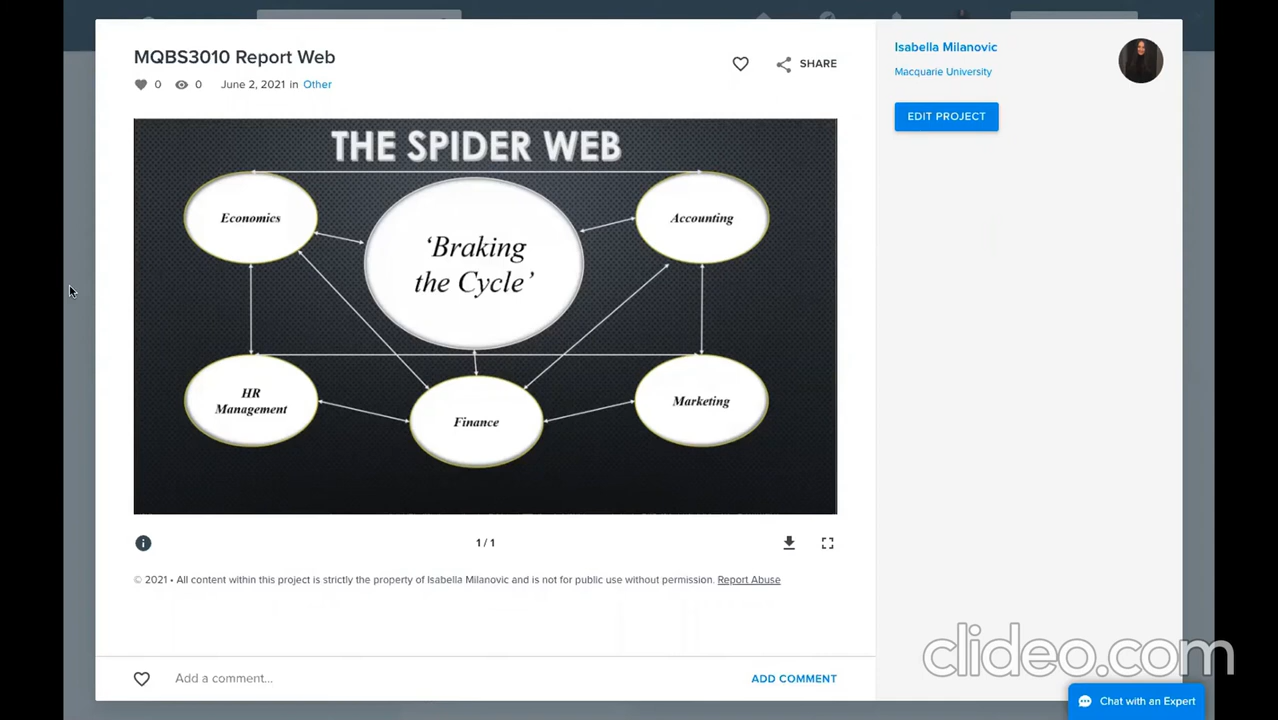 MQBS3010 Report Web
0 0 June 2, 2021 in Other
SHARE
Isabella Milanovic
Macquarie University
EDIT PROJECT
THE SPIDER WEB
Economics
‘Braking
the Cycle’
Accounting
HR
Management
Finance
Marketing
1 / 1
© 2021 • All content within this project is strictly the property of Isabella Milanovic and is not for public use without permission. Report Abuse
Add a comment...
ADD COMMENT
clideo.com
Chat with an Expert